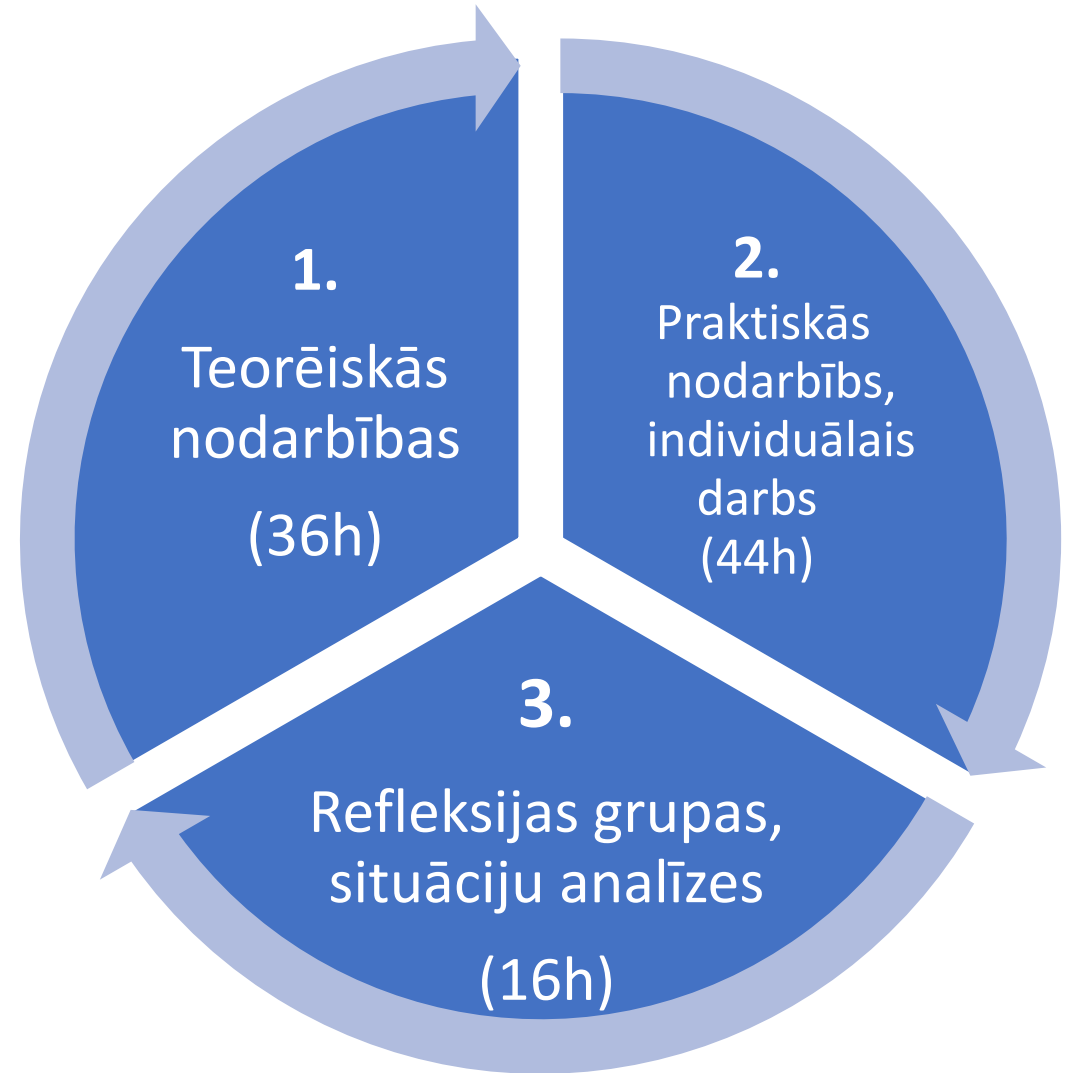 1.
Teorēiskās
nodarbības
(36h)
2.
Praktiskās
nodarbībs,
individuālais
darbs
(44h)
3.
Refleksijas grupas,
situāciju analīzes
(16h)